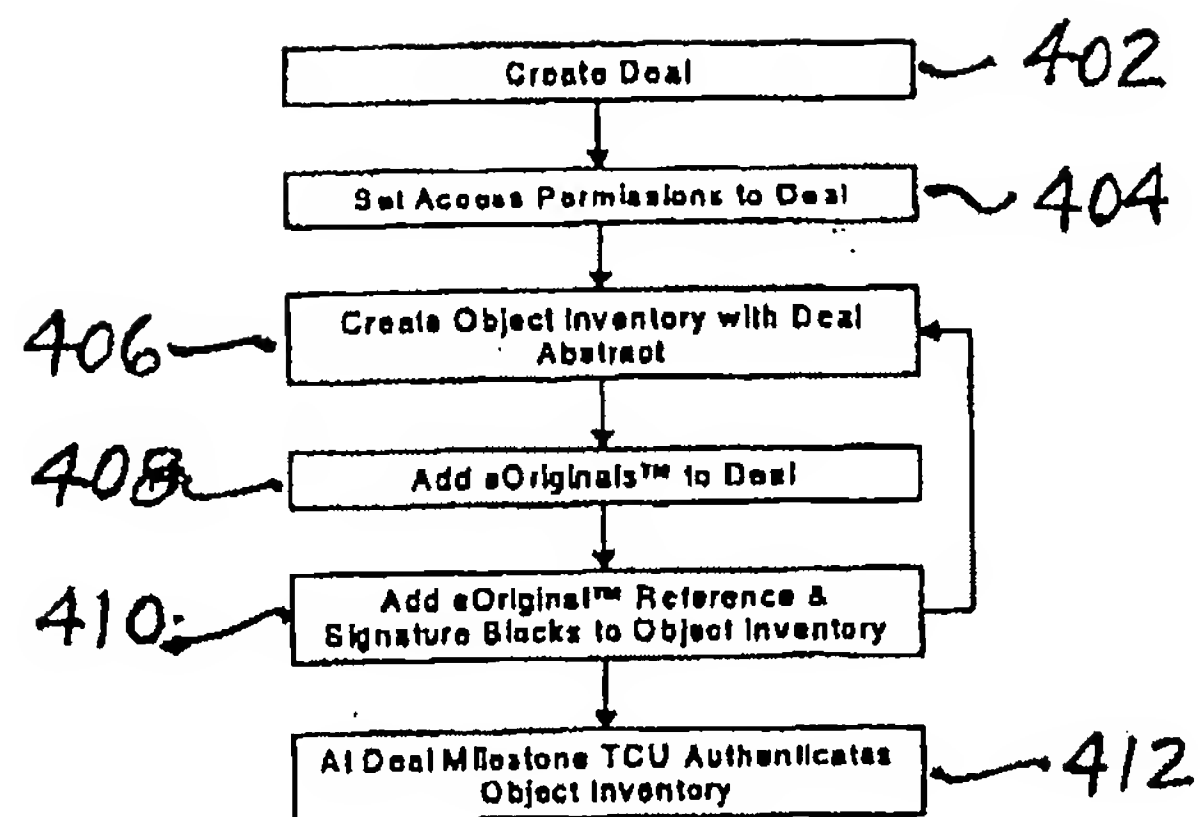 Create Deal
402
Set Access Permissions to Deal
404
406
Create Object Inventory with Deal
Abstract
408
Add eOriginals™ to Deal
410
Add eOriginal™ Reference &
Signature Blocks to Object Inventory
At Deal Milestone TCU Authenticates
Object Inventory
412